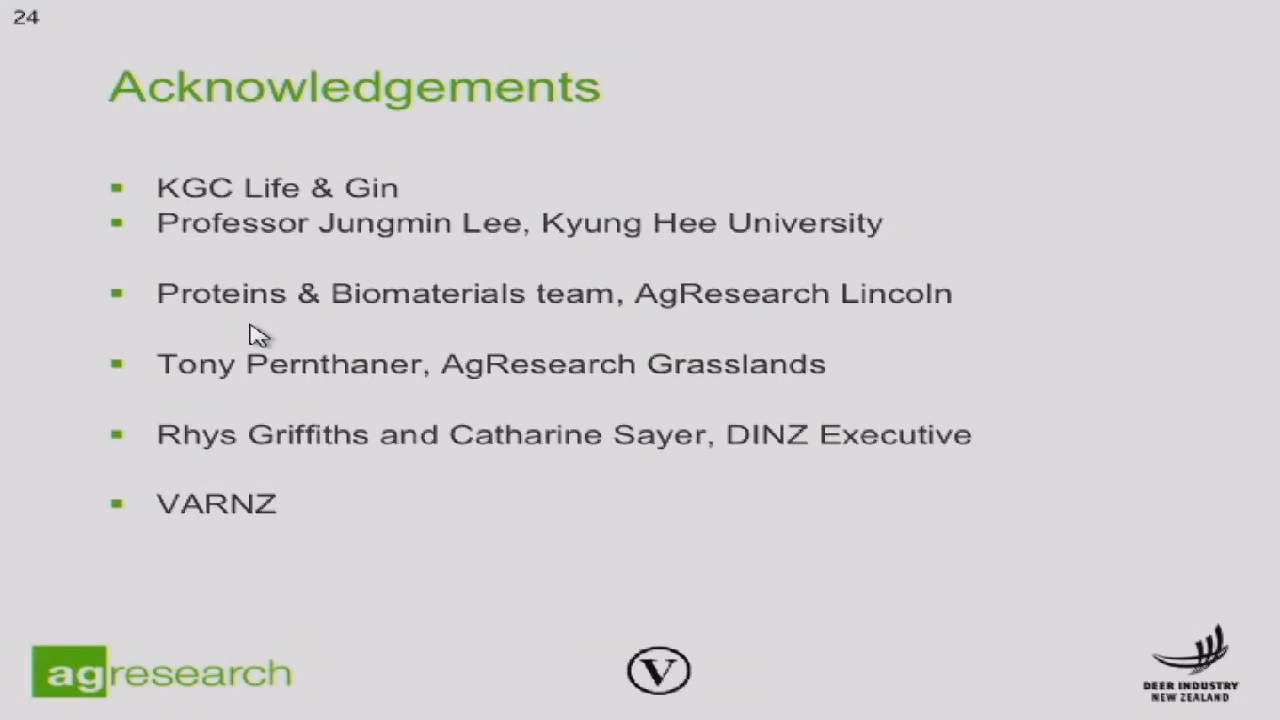 24
Acknowledgements
KGC Life & Gin
Professor Jungmin Lee, Kyung Hee University
Proteins & Biomaterials team, AgResearch Lincoln
Tony Pernthaner, AgResearch Grasslands
Rhys Griffiths and Catharine Sayer, DINZ Executive
VARNZ
agresearch
V
DEER INDUSTRY
NEW ZEALAND